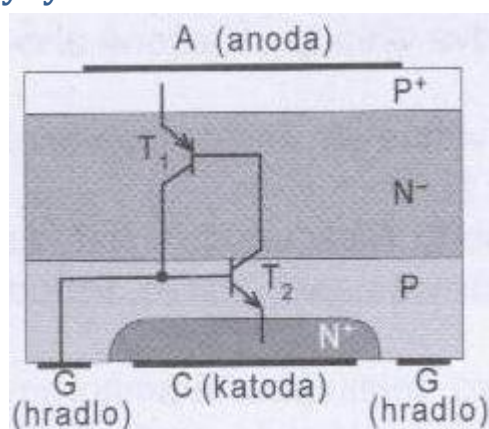 A (anoda)
P⁺
T₁
N⁻
T₂
P
N⁺
G
C (katoda)
G
(hradlo)
(hradlo)